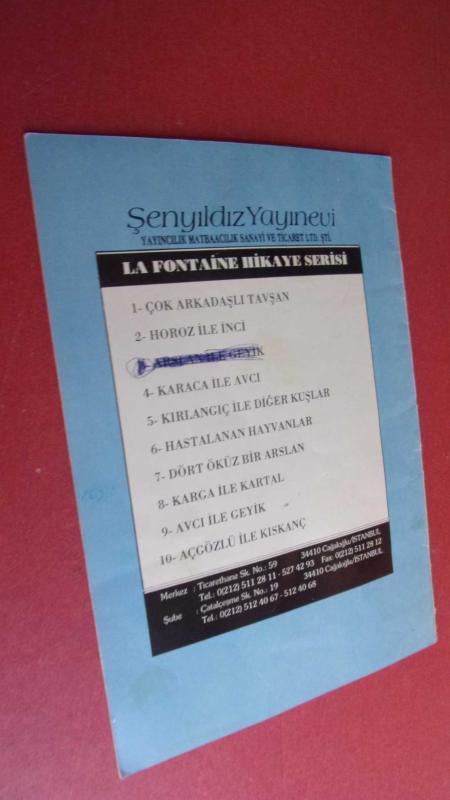 Şenyıldız Yayınevi
YAYINCILIK MATBAACILIK SANAYİ VE TİCARET LTD. ŞTİ.
LA FONTAİNE HİKAYE SERİSİ
1- ÇOK ARKADAŞLI TAVŞAN
2- HOROZ İLE İNCİ
3- ARSLAN İLE GEYİK
4- KARACA İLE AVCI
5- KIRLANGIÇ İLE DİĞER KUŞLAR
6- HASTALANAN HAYVANLAR
7- DÖRT ÖKÜZ BİR ARSLAN
8- KARGA İLE KARTAL
9- AVCI İLE GEYİK
10- AÇGÖZLÜ İLE KISKANÇ
Merkez : Ticarethane Sk. No.: 59 34410 Cağaloğlu/İSTANBUL
Tel.: 0(212) 511 28 11 - 527 42 93 Fax: 0(212) 511 28 12
Şube : Çatalçeşme Sk. No.: 19 34410 Cağaloğlu/İSTANBUL
Tel.: 0(212) 512 40 67 - 512 40 68